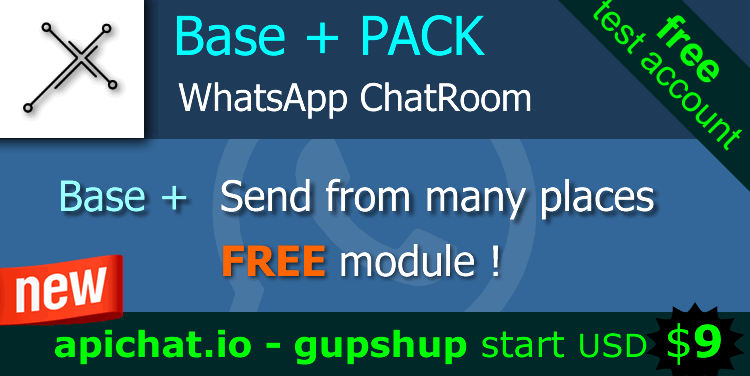 Base + PACK
free
test account
WhatsApp ChatRoom
Base + Send from many places
FREE module !
new
apichat.io - gupshup start USD $9